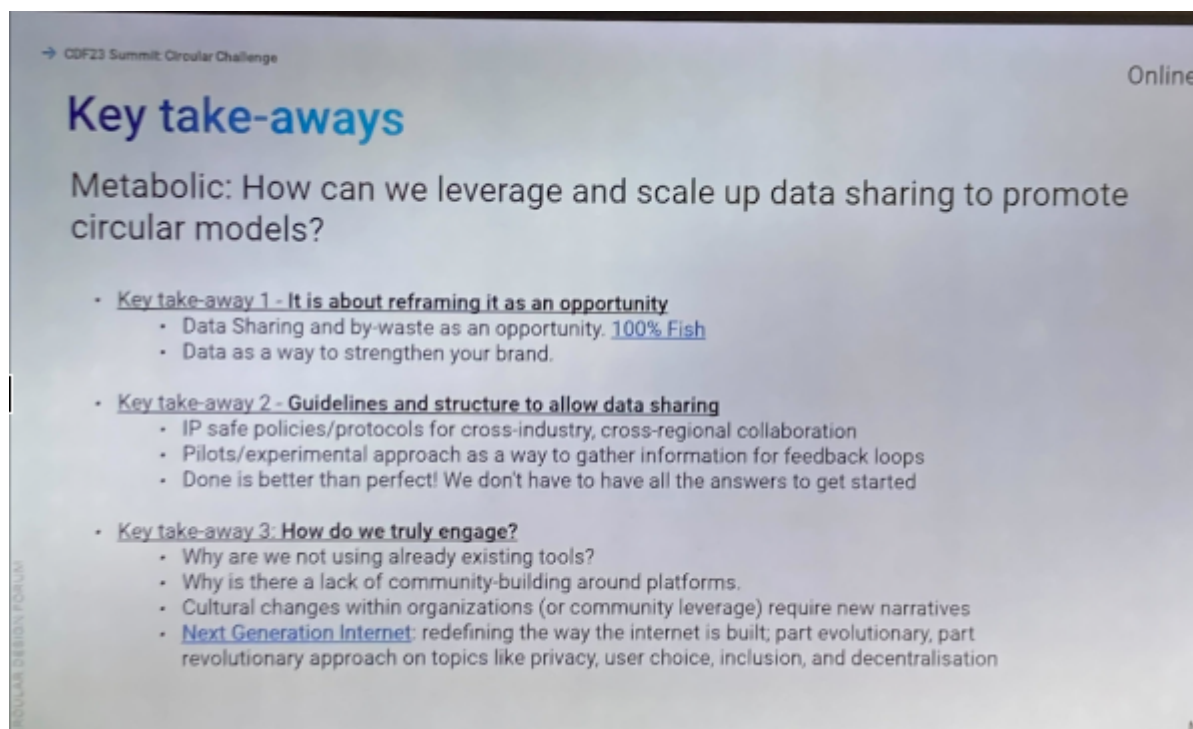 → CDF23 Summit: Circular Challenge
Online
Key take-aways
Metabolic: How can we leverage and scale up data sharing to promote
circular models?
• Key take-away 1 - It is about reframing it as an opportunity
• Data Sharing and by-waste as an opportunity. 100% Fish
• Data as a way to strengthen your brand.
• Key take-away 2 - Guidelines and structure to allow data sharing
• IP safe policies/protocols for cross-industry, cross-regional collaboration
• Pilots/experimental approach as a way to gather information for feedback loops
• Done is better than perfect! We don't have to have all the answers to get started
• Key take-away 3: How do we truly engage?
• Why are we not using already existing tools?
• Why is there a lack of community-building around platforms.
• Cultural changes within organizations (or community leverage) require new narratives
• Next Generation Internet: redefining the way the internet is built; part evolutionary, part
revolutionary approach on topics like privacy, user choice, inclusion, and decentralisation
DESIGN FORUM